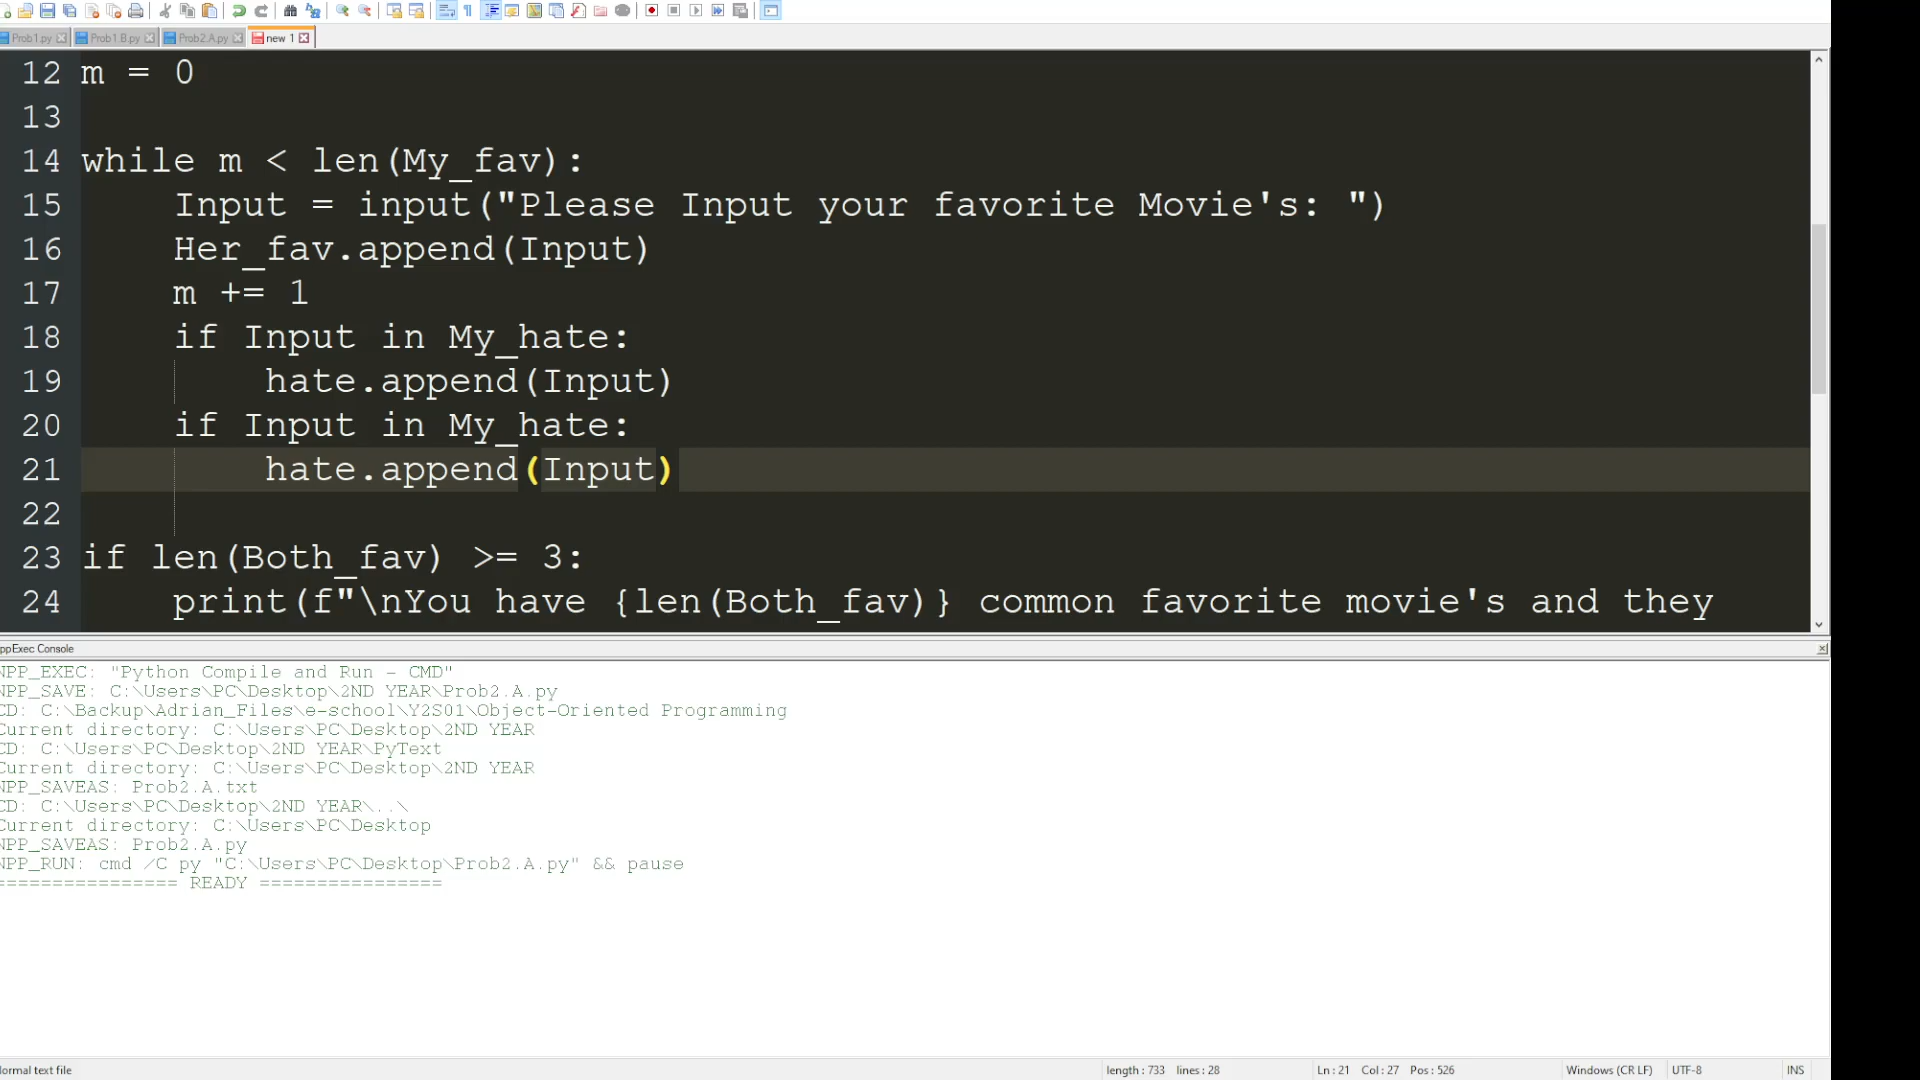 Prob1.py Prob1.B.py Prob2.A.py new 1
12 m = 0
13
14 while m < len(My_fav):
15 Input = input("Please Input your favorite Movie's: ")
16 Her_fav.append(Input)
17 m += 1
18 if Input in My_hate:
19 hate.append(Input)
20 if Input in My_hate:
21 hate.append(Input)
22
23 if len(Both_fav) >= 3:
24 print(f"\nYou have {len(Both_fav)} common favorite movie's and they
ppExec Console
NPP_EXEC: "Python Compile and Run - CMD"
NPP_SAVE: C:\Users\PC\Desktop\2ND YEAR\Prob2.A.py
CD: C:\Backup\Adrian_Files\e-school\Y2S01\Object-Oriented Programming
Current directory: C:\Users\PC\Desktop\2ND YEAR
CD: C:\Users\PC\Desktop\2ND YEAR\PyText
Current directory: C:\Users\PC\Desktop\2ND YEAR
NPP_SAVEAS: Prob2.A.txt
CD: C:\Users\PC\Desktop\2ND YEAR\..\
Current directory: C:\Users\PC\Desktop
NPP_SAVEAS: Prob2.A.py
NPP_RUN: cmd /C py "C:\Users\PC\Desktop\Prob2.A.py" && pause
================ READY ================
ormal text file length : 733 lines : 28 Ln : 21 Col : 27 Pos : 526 Windows (CR LF) UTF-8 INS